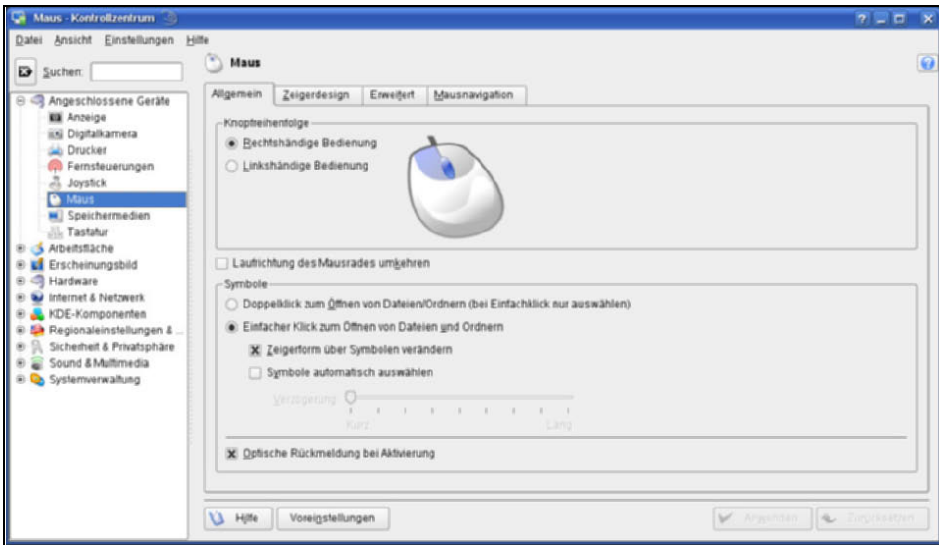 Maus - Kontrollzentrum
Datei Ansicht Einstellungen Hilfe
Suchen:
Angeschlossene Geräte
Anzeige
Digitalkamera
Drucker
Fernsteuerungen
Joystick
Maus
Speichermedien
Tastatur
Arbeitsfläche
Erscheinungsbild
Hardware
Internet & Netzwerk
KDE-Komponenten
Regionaleinstellungen & ...
Sicherheit & Privatsphäre
Sound & Multimedia
Systemverwaltung
Maus
Allgemein Zeigerdesign Erweitert Mausnavigation
Knopfreihenfolge
Rechtshändige Bedienung
Linkshändige Bedienung
Laufrichtung des Mausrades umkehren
Symbole
Doppelklick zum Öffnen von Dateien/Ordnern (bei Einfachklick nur auswählen)
Einfacher Klick zum Öffnen von Dateien und Ordnern
Zeigerform über Symbolen verändern
Symbole automatisch auswählen
Verzögerung:
Kurz Lang
Optische Rückmeldung bei Aktivierung
Hilfe Voreinstellungen Anwenden Zurücksetzen